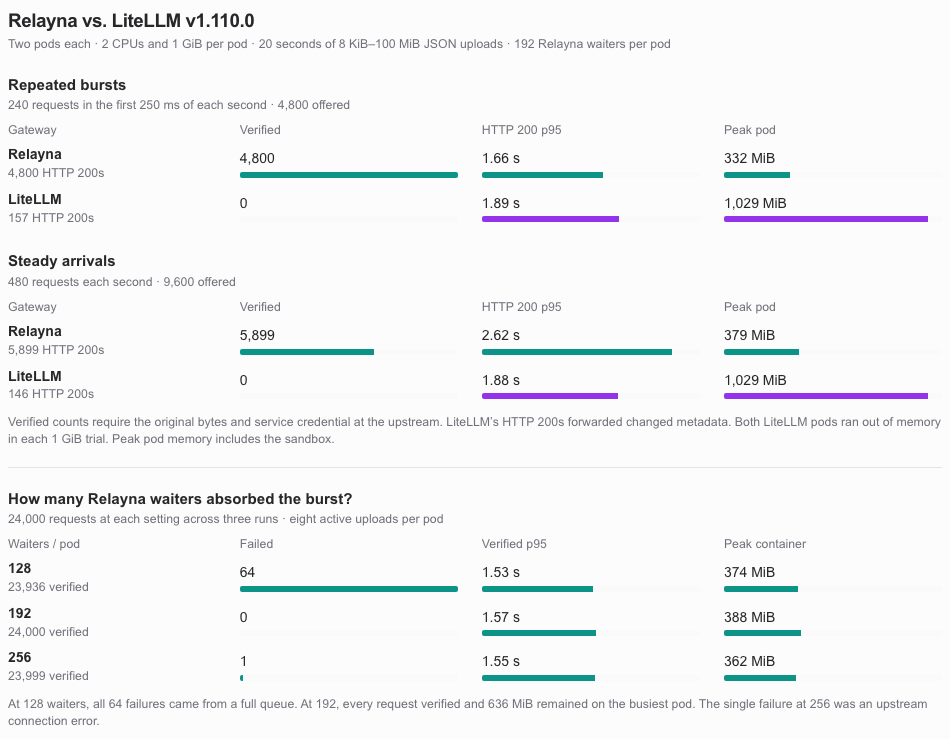 Relayna vs. LiteLLM v1.110.0
Two pods each · 2 CPUs and 1 GiB per pod · 20 seconds of 8 KiB–100 MiB JSON uploads · 192 Relayna waiters per pod
Repeated bursts
240 requests in the first 250 ms of each second · 4,800 offered
Gateway Verified HTTP 200 p95 Peak pod
Relayna 4,800 1.66 s 332 MiB
4,800 HTTP 200s
LiteLLM 0 1.89 s 1,029 MiB
157 HTTP 200s
Steady arrivals
480 requests each second · 9,600 offered
Gateway Verified HTTP 200 p95 Peak pod
Relayna 5,899 2.62 s 379 MiB
5,899 HTTP 200s
LiteLLM 0 1.88 s 1,029 MiB
146 HTTP 200s
Verified counts require the original bytes and service credential at the upstream. LiteLLM's HTTP 200s forwarded changed metadata. Both LiteLLM pods ran out of memory
in each 1 GiB trial. Peak pod memory includes the sandbox.
How many Relayna waiters absorbed the burst?
24,000 requests at each setting across three runs · eight active uploads per pod
Waiters / pod Failed Verified p95 Peak container
128 64 1.53 s 374 MiB
23,936 verified
192 0 1.57 s 388 MiB
24,000 verified
256 1 1.55 s 362 MiB
23,999 verified
At 128 waiters, all 64 failures came from a full queue. At 192, every request verified and 636 MiB remained on the busiest pod. The single failure at 256 was an upstream
connection error.